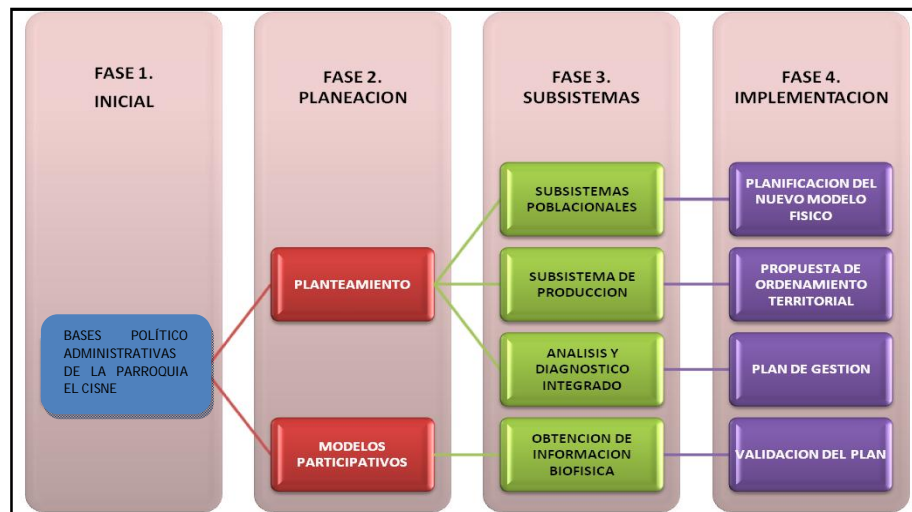 FASE 1.
INICIAL
FASE 2.
PLANEACION
FASE 3.
SUBSISTEMAS
FASE 4.
IMPLEMENTACION
BASES POLÍTICO
ADMINISTRATIVAS
DE LA PARROQUIA
EL CISNE
PLANTEAMIENTO
MODELOS
PARTICIPATIVOS
SUBSISTEMAS
POBLACIONALES
SUBSISTEMA DE
PRODUCCION
ANALISIS Y
DIAGNOSTICO
INTEGRADO
OBTENCION DE
INFORMACION
BIOFISICA
PLANIFICACION DEL
NUEVO MODELO
FISICO
PROPUESTA DE
ORDENAMIENTO
TERRITORIAL
PLAN DE GESTION
VALIDACION DEL PLAN